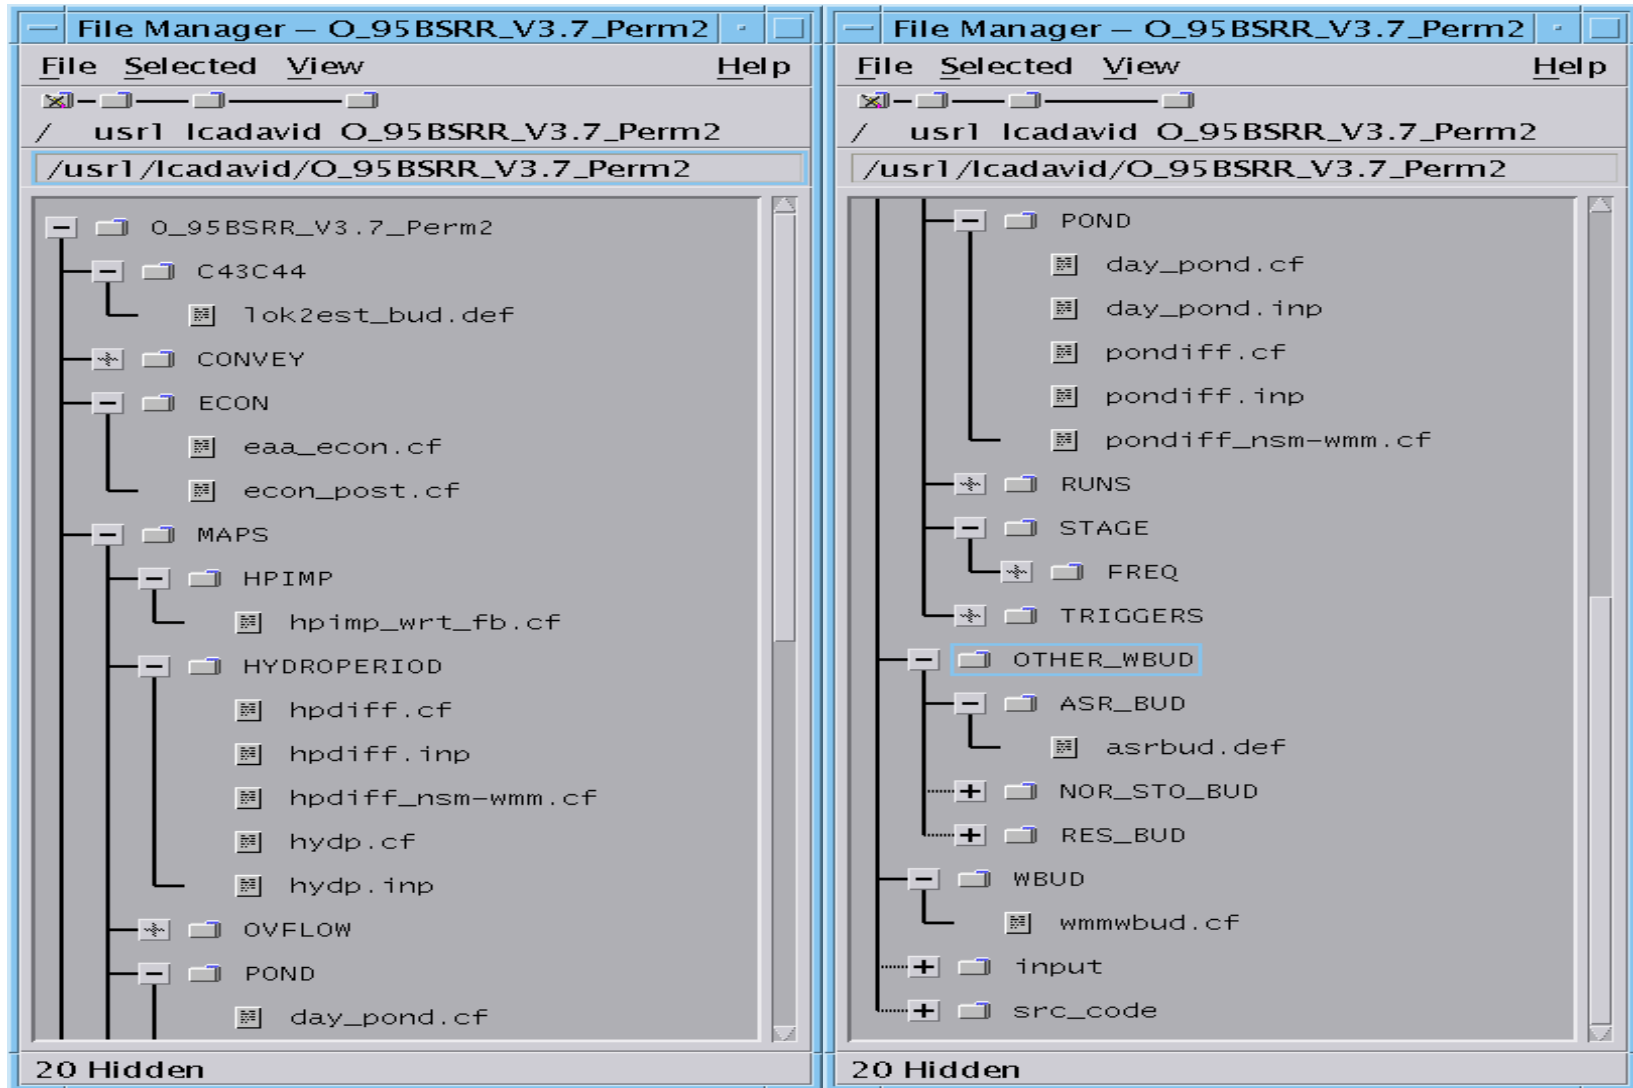 File Manager – O_95BSRR_V3.7_Perm2
File Selected View Help
/ usr1 lcadavid O_95BSRR_V3.7_Perm2
/usr1/lcadavid/O_95BSRR_V3.7_Perm2
O_95BSRR_V3.7_Perm2
C43C44
lok2est_bud.def
CONVEY
ECON
eaa_econ.cf
econ_post.cf
MAPS
HPIMP
hpimp_wrt_fb.cf
HYDROPERIOD
hpdiff.cf
hpdiff.inp
hpdiff_nsm-wmm.cf
hydp.cf
hydp.inp
OVFLOW
POND
day_pond.cf
20 Hidden
File Manager – O_95BSRR_V3.7_Perm2
File Selected View Help
/ usr1 lcadavid O_95BSRR_V3.7_Perm2
/usr1/lcadavid/O_95BSRR_V3.7_Perm2
POND
day_pond.cf
day_pond.inp
pondiff.cf
pondiff.inp
pondiff_nsm-wmm.cf
RUNS
STAGE
FREQ
TRIGGERS
OTHER_WBUD
ASR_BUD
asrbud.def
NOR_STO_BUD
RES_BUD
WBUD
wmmwbud.cf
input
src_code
20 Hidden